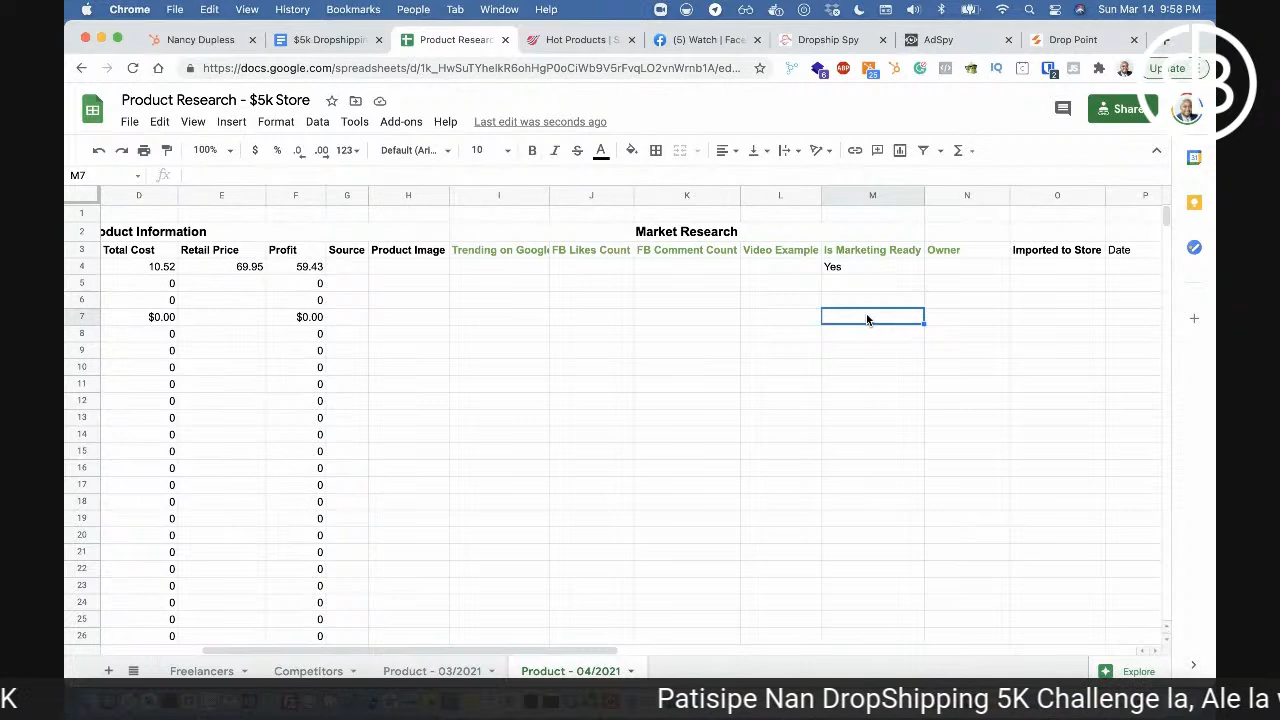 Chrome File Edit View History Bookmarks People Tab Window Help Sun Mar 14 9:58 PM
Nancy Dupless $5k Dropshippin Product Resear Hot Products | S (5) Watch | Face Dropship Spy AdSpy Drop Point
Update
Product Research - $5k Store
File Edit View Insert Format Data Tools Add-ons Help Last edit was seconds ago
Share
100% $ % .0 .00 123 Default (Ari... 10 B I S A
M7 fx
D E F G H I J K L M N O P
1
2 oduct Information Market Research
3 Total Cost Retail Price Profit Source Product Image Trending on Google FB Likes Count FB Comment Count Video Example Is Marketing Ready Owner Imported to Store Date
4 10.52 69.95 59.43 Yes
5 0 0
6 0 0
7 $0.00 $0.00
8 0 0
9 0 0
10 0 0
11 0 0
12 0 0
13 0 0
14 0 0
15 0 0
16 0 0
17 0 0
18 0 0
19 0 0
20 0 0
21 0 0
22 0 0
23 0 0
24 0 0
25 0 0
26 0 0
Freelancers Competitors Product - 03/2021 Product - 04/2021 Explore
K Patisipe Nan DropShipping 5K Challenge la, Ale la